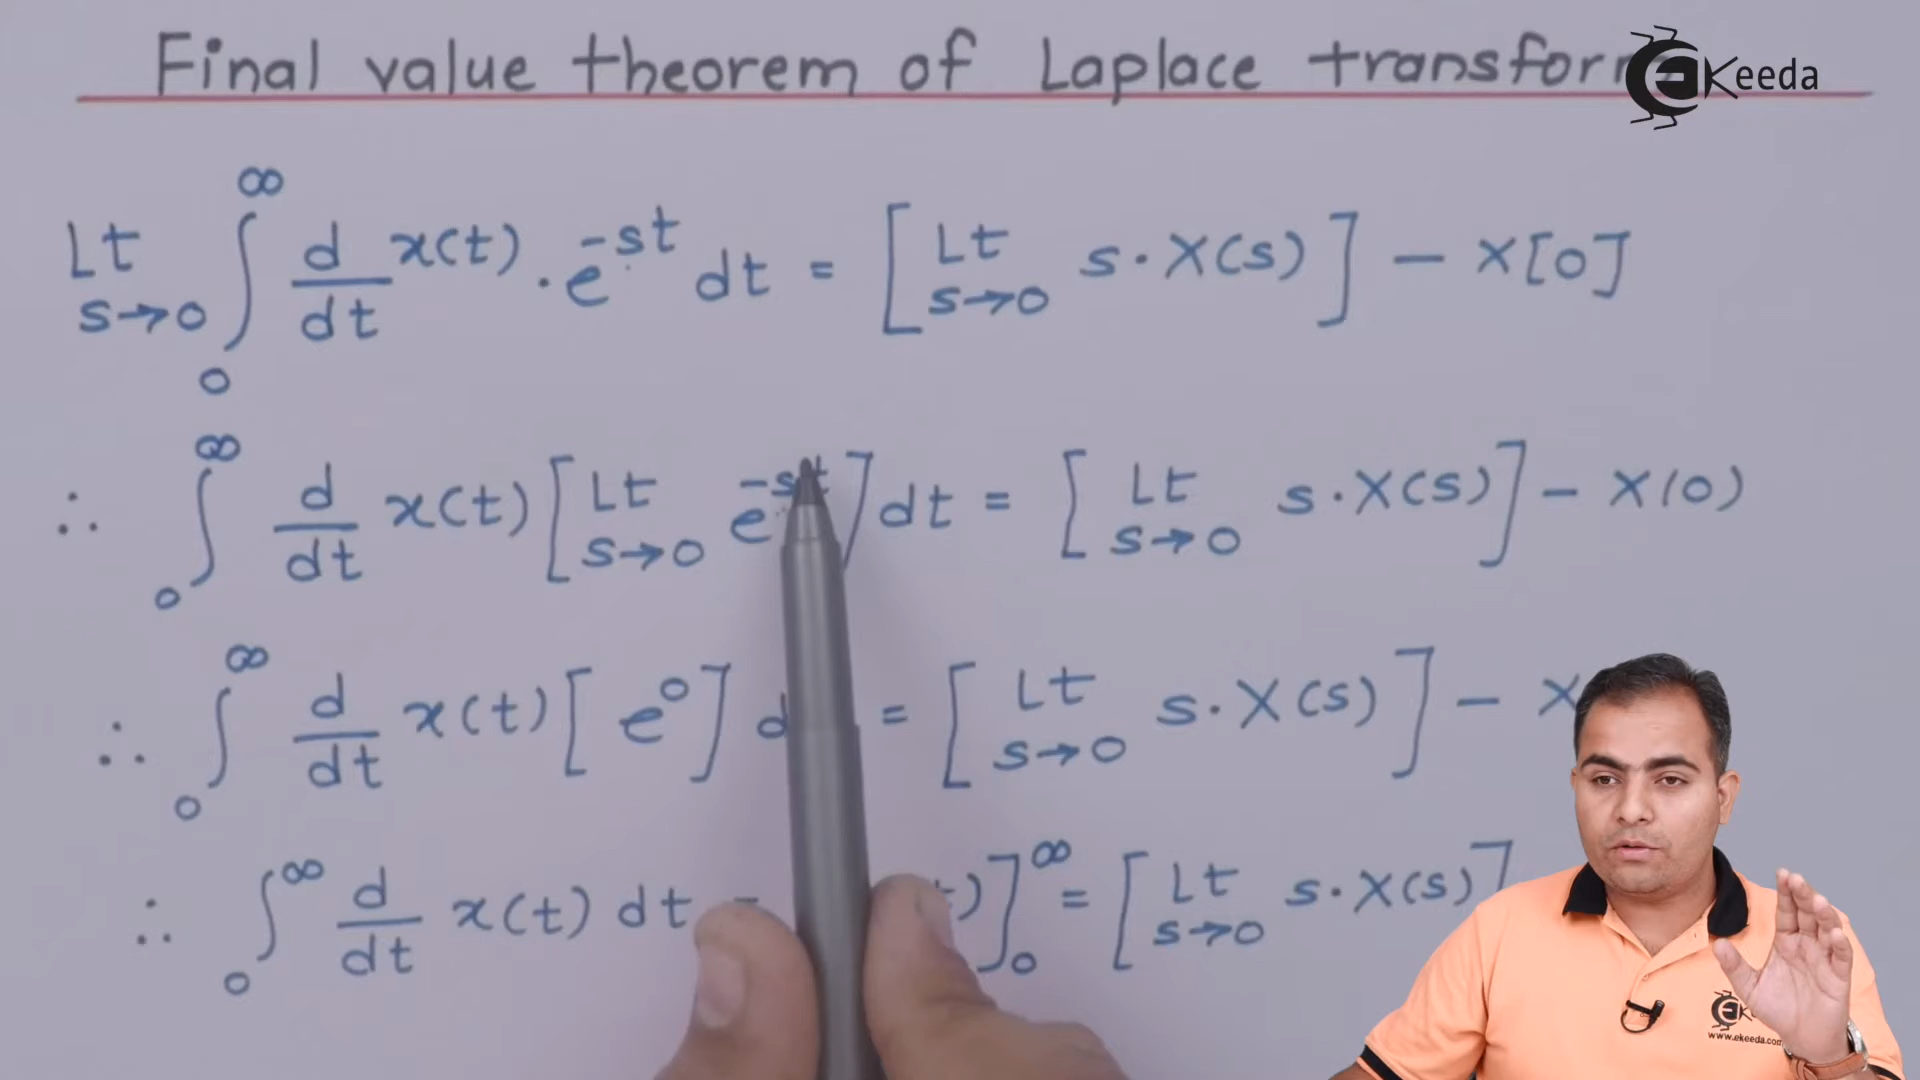 Final value theorem of Laplace transform
eKeeda
Lt s→0 ∫₀^∞ d/dt x(t) · e^{-st} dt = [ Lt s→0 s·X(s) ] - X[0]
∴ ∫₀^∞ d/dt x(t) [ Lt s→0 e^{-st} ] dt = [ Lt s→0 s·X(s) ] - X(0)
∴ ∫₀^∞ d/dt x(t) [ e^0 ] d = [ Lt s→0 s·X(s) ] - X
∴ ∫₀^∞ d/dt x(t) dt = t) ]₀^∞ = [ Lt s→0 s·X(s) ]
www.ekeeda.com